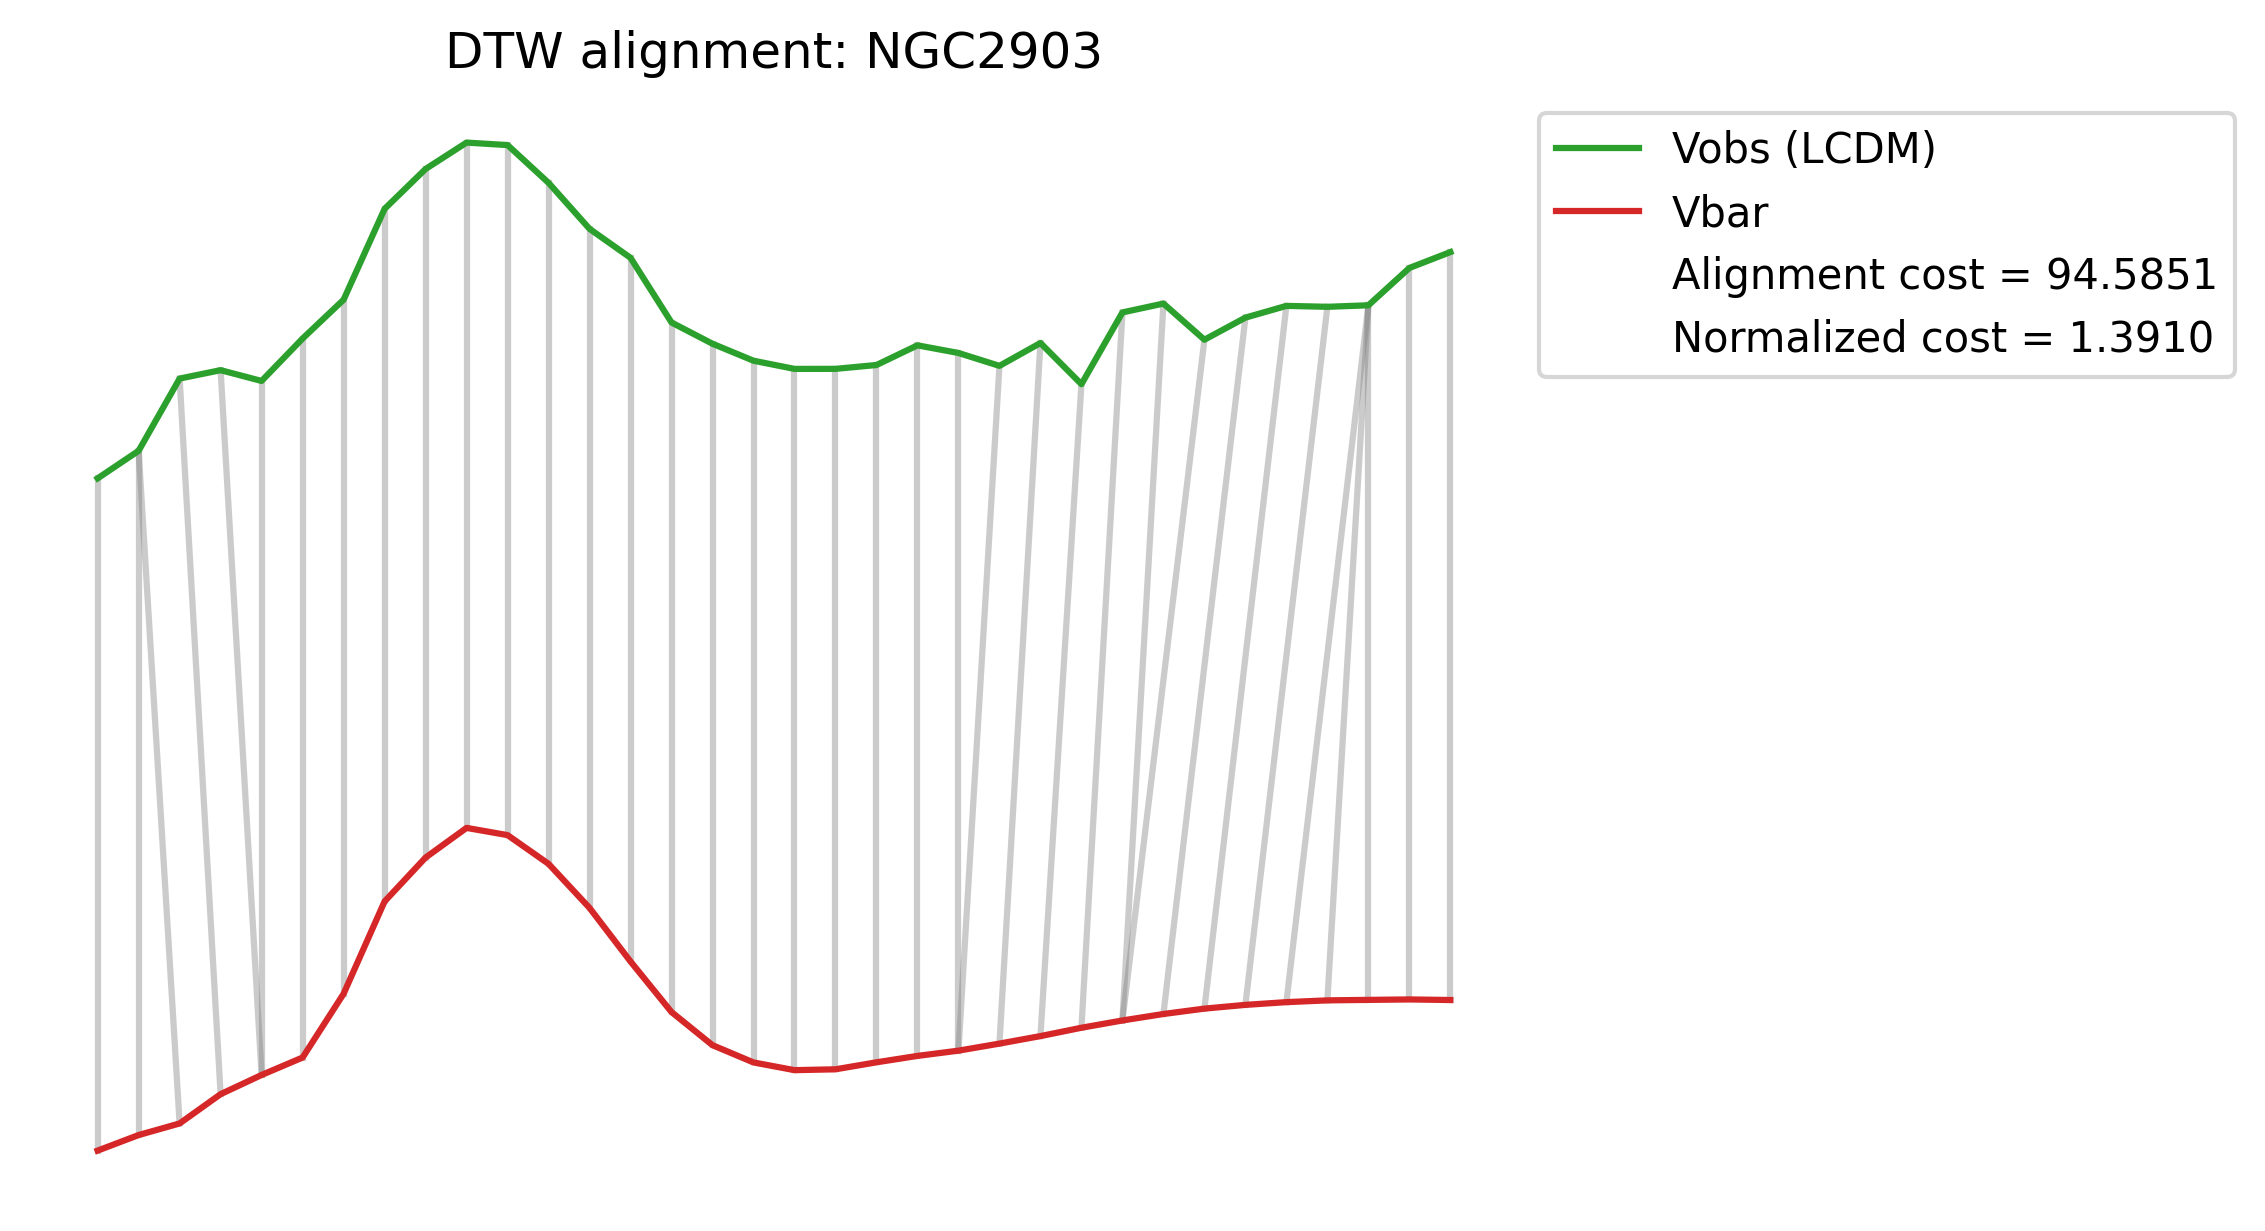 DTW alignment: NGC2903
Vobs (LCDM)
Vbar
Alignment cost = 94.5851
Normalized cost = 1.3910